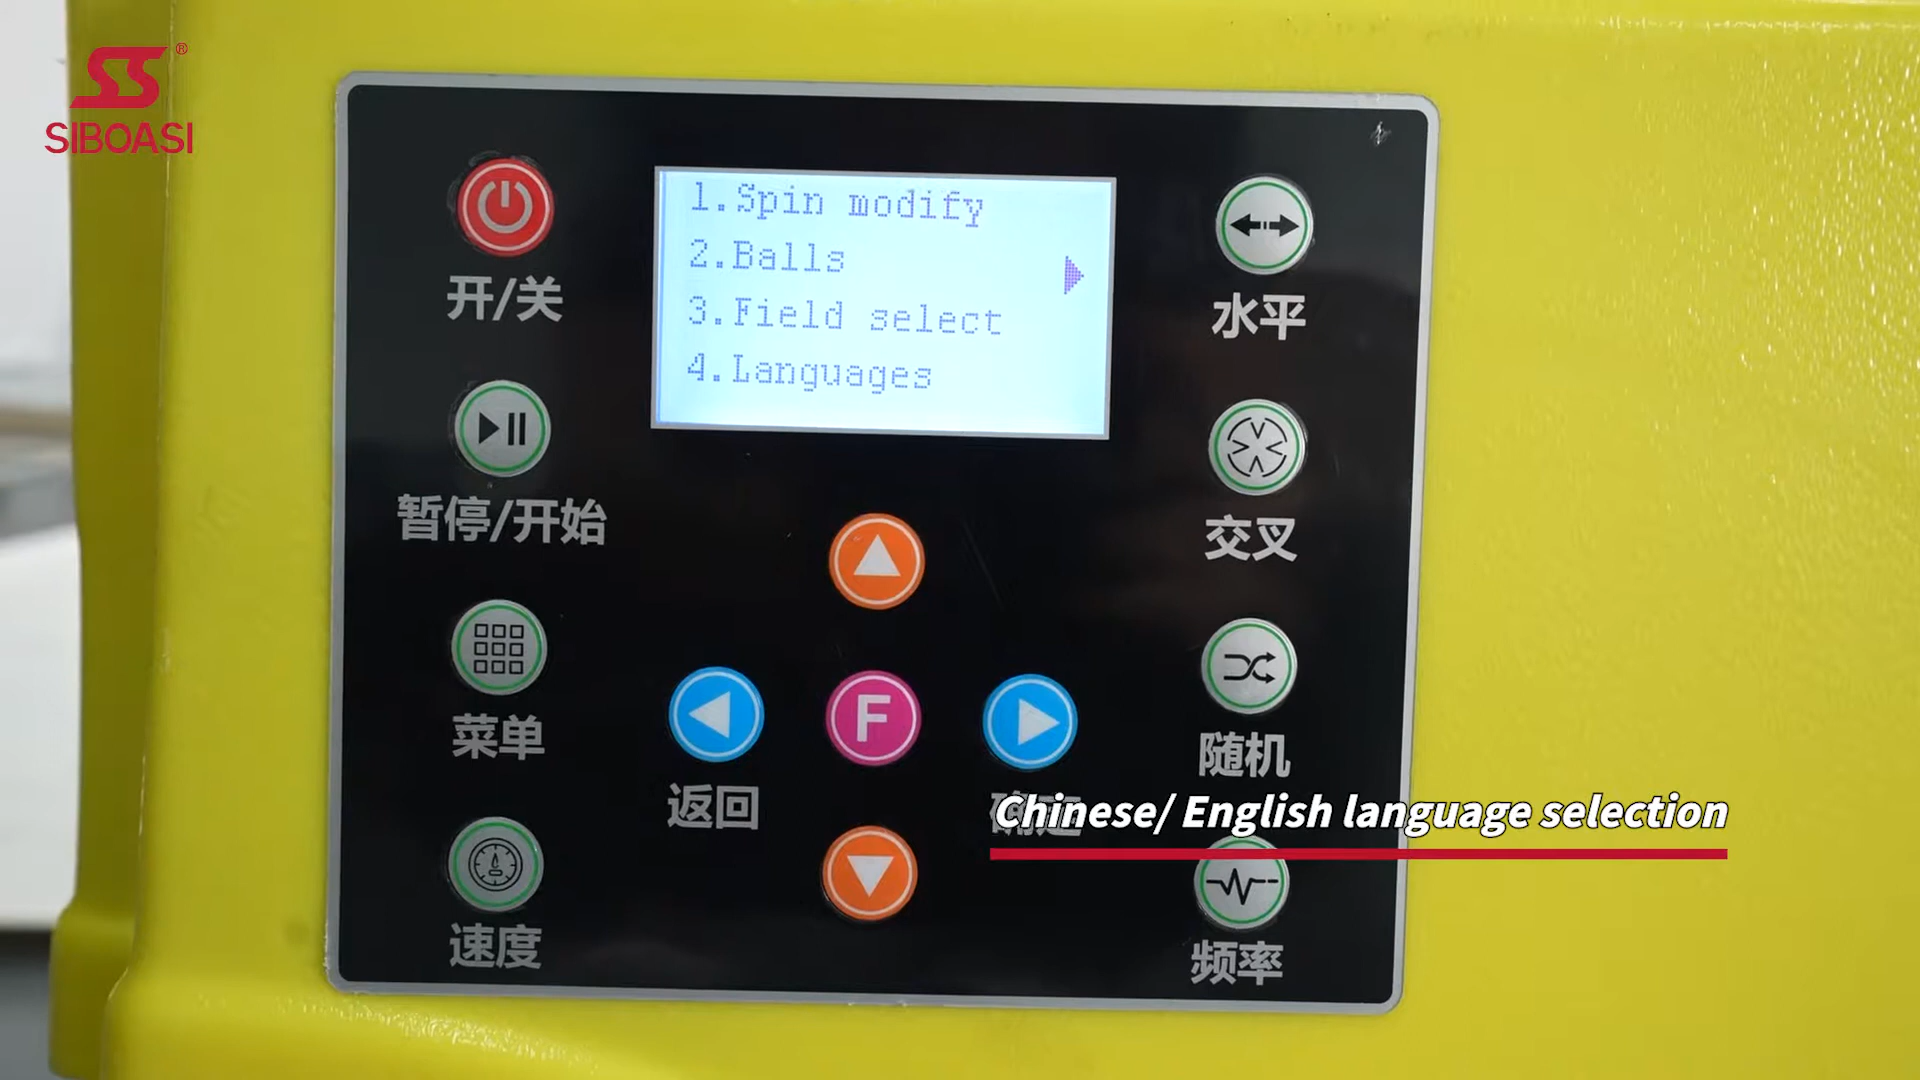 SS®
SIBOASI
1.Spin modify
2.Balls
3.Field select
4.Languages
开/关
水平
暂停/开始
交叉
菜单
F
随机
返回
Chinese/ English language selection
速度
频率